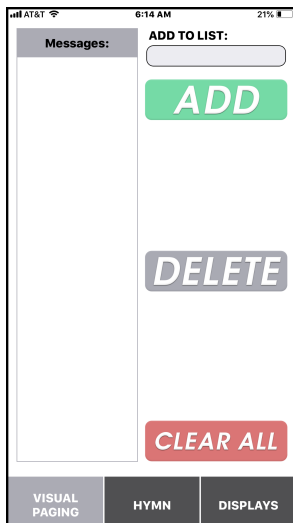 AT&T 6:14 AM 21%
Messages:
ADD TO LIST:
ADD
DELETE
CLEAR ALL
VISUAL
PAGING
HYMN
DISPLAYS